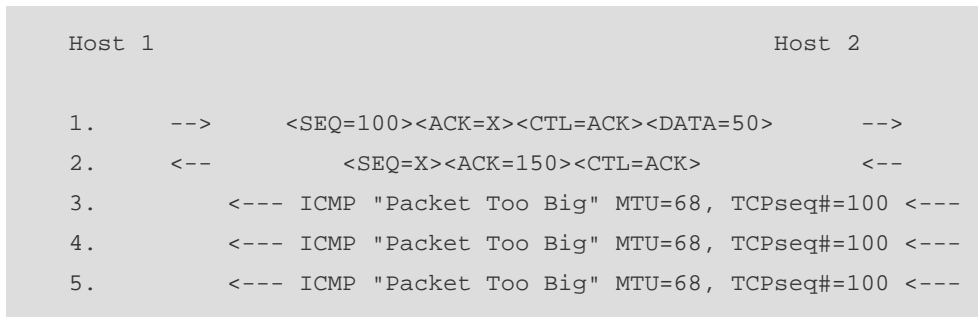 Host 1 Host 2
1. --> <SEQ=100><ACK=X><CTL=ACK><DATA=50> -->
2. <-- <SEQ=X><ACK=150><CTL=ACK> <--
3. <--- ICMP "Packet Too Big" MTU=68, TCPseq#=100 <---
4. <--- ICMP "Packet Too Big" MTU=68, TCPseq#=100 <---
5. <--- ICMP "Packet Too Big" MTU=68, TCPseq#=100 <---